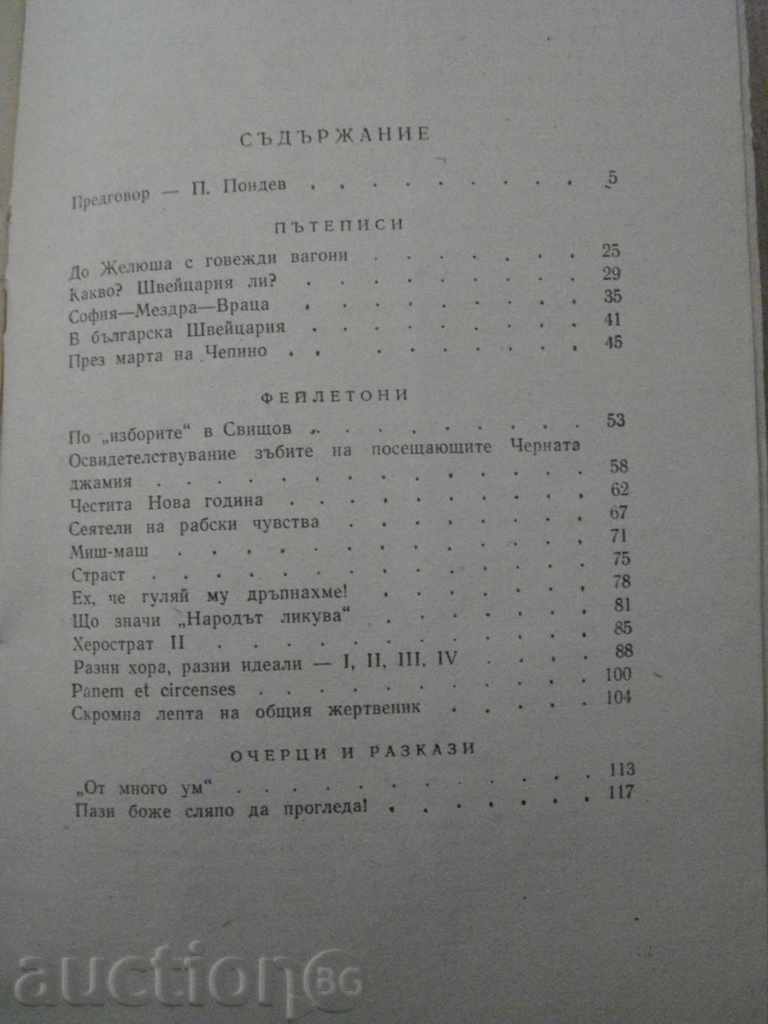 СЪДЪРЖАНИЕ
Предговор — П. Пондев . . . . . . . . . 5
ПЪТЕПИСИ
До Желюша с говежди вагони . . . . . . . 25
Какво? Швейцария ли? . . . . . . . . . 29
София—Мездра—Враца . . . . . . . . . 35
В българска Швейцария . . . . . . . . . 41
През марта на Чепино . . . . . . . . . 45
ФЕЙЛЕТОНИ
По „изборите“ в Свищов . . . . . . . . . 53
Освидетелствувание зъбите на посещающите Черната
джамия . . . . . . . . . . . . . 58
Честита Нова година . . . . . . . . . 62
Сеятели на рабски чувства . . . . . . . . 67
Миш-маш . . . . . . . . . . . . . 71
Страст . . . . . . . . . . . . . 75
Ех, че гуляй му дръпнахме! . . . . . . . 78
Що значи „Народът ликува“ . . . . . . . 81
Херострат II . . . . . . . . . . . . 85
Разни хора, разни идеали — I, II, III, IV . . . . 88
Panem et circenses . . . . . . . . . . 100
Скромна лепта на общия жертвеник . . . . . 104
ОЧЕРЦИ И РАЗКАЗИ
„От много ум“ . . . . . . . . . . . 113
Пази боже сляпо да прогледа! . . . . . . . 117
auctionBG